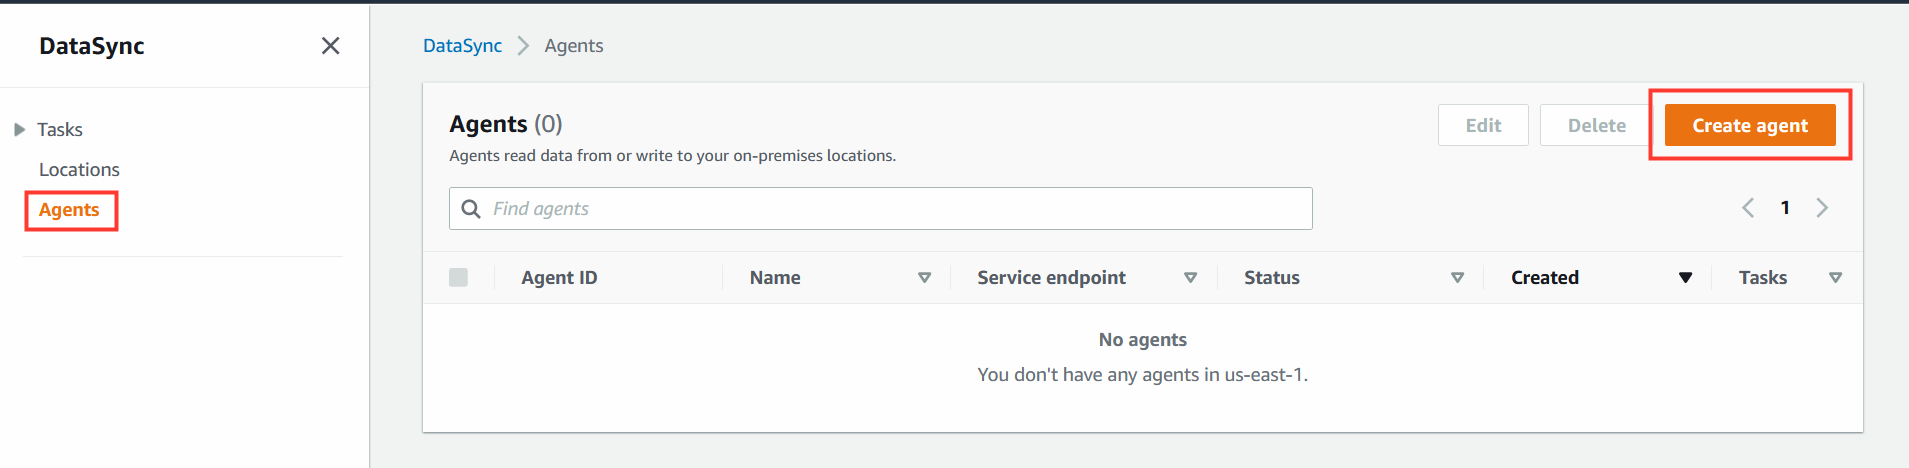 DataSync
Tasks
Locations
Agents
DataSync Agents
Agents (0)
Agents read data from or write to your on-premises locations.
Edit Delete Create agent
Find agents
1
Agent ID Name Service endpoint Status Created Tasks
No agents
You don't have any agents in us-east-1.